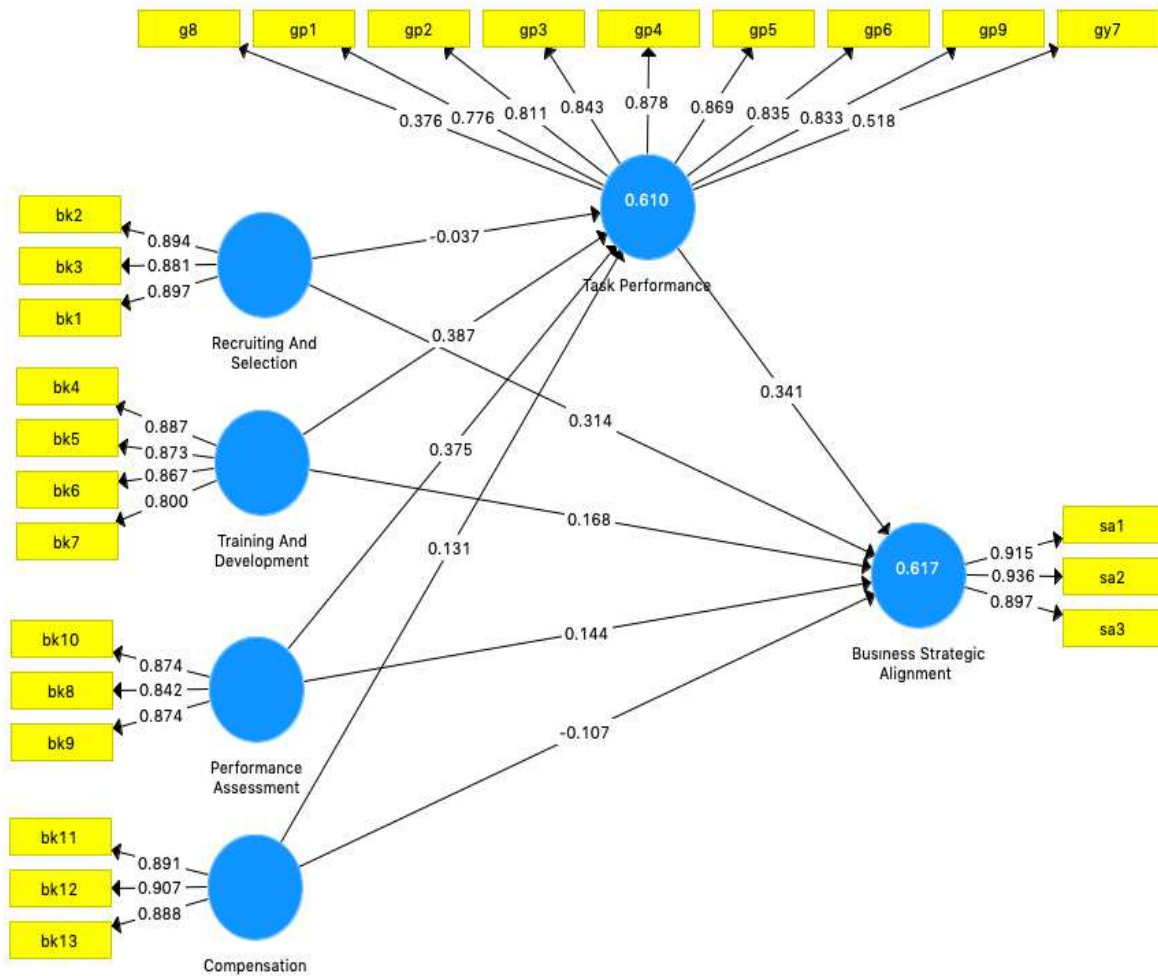 g8 gp1 gp2 gp3 gp4 gp5 gp6 gp9 gy7
0.376 0.776 0.811 0.843 0.878 0.869 0.835 0.833 0.518
0.610
Task Performance
bk2
bk3
bk1
0.894
0.881
0.897
Recruiting And
Selection
-0.037
bk4
bk5
bk6
bk7
0.887
0.873
0.867
0.800
Training And
Development
0.387
0.314
0.341
0.375
0.168
0.131
bk10
bk8
bk9
0.874
0.842
0.874
Performance
Assessment
0.144
-0.107
bk11
bk12
bk13
0.891
0.907
0.888
Compensation
0.617
Business Strategic
Alignment
0.915
0.936
0.897
sa1
sa2
sa3